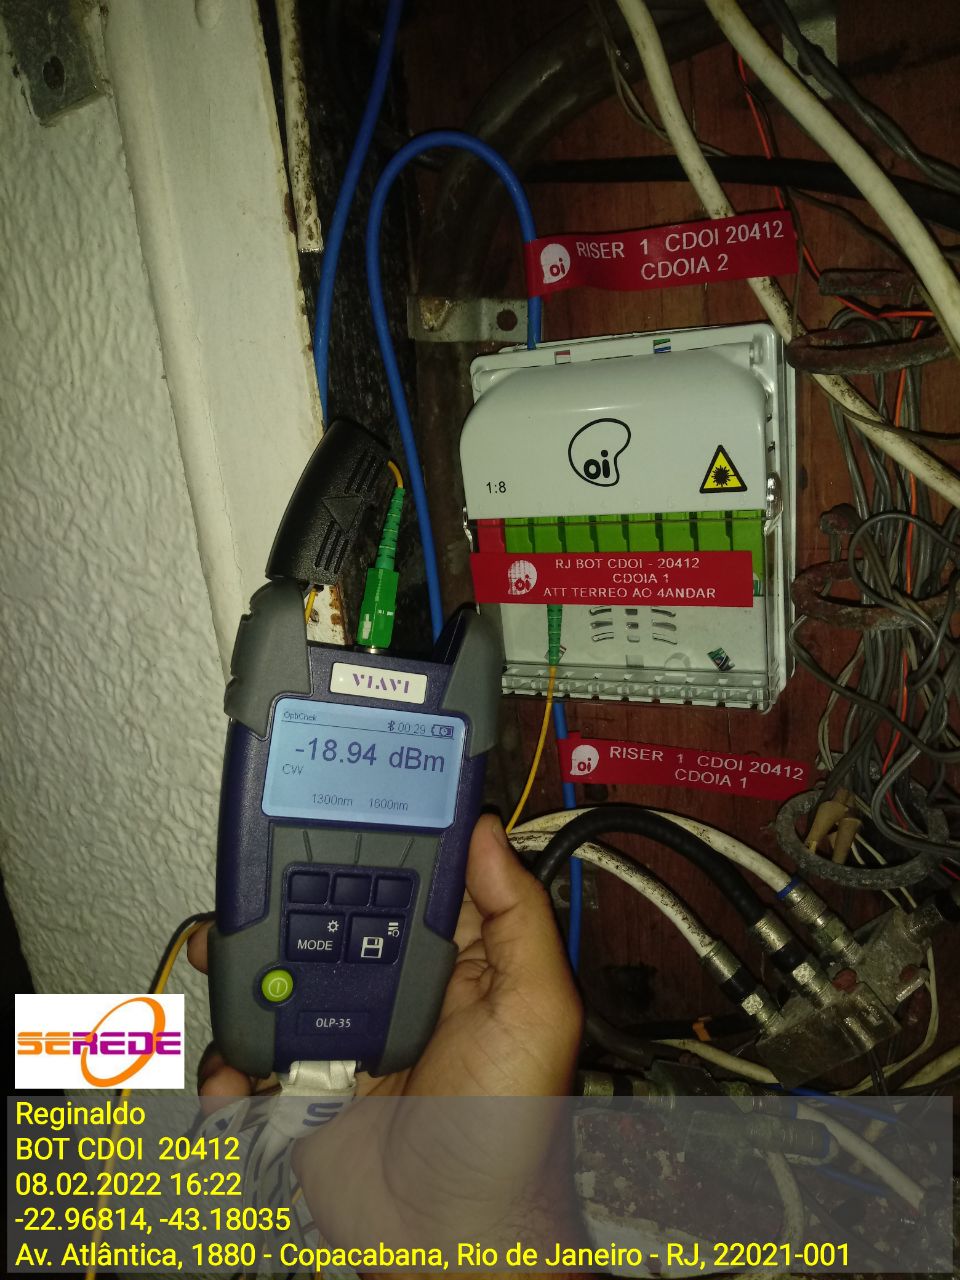 RISER 1 CDOI 20412
CDOIA 2
oi
oi
1:8
RJ BOT CDOI - 20412
CDOIA 1
ATT TERREO AO 4ANDAR
oi
RISER 1 CDOI 20412
CDOIA 1
VIAVI
OptiChek
00:29
-18.94 dBm
CW
1300nm 1600nm
MODE
OLP-35
SEREDE
Reginaldo
BOT CDOI 20412
08.02.2022 16:22
-22.96814, -43.18035
Av. Atlântica, 1880 - Copacabana, Rio de Janeiro - RJ, 22021-001